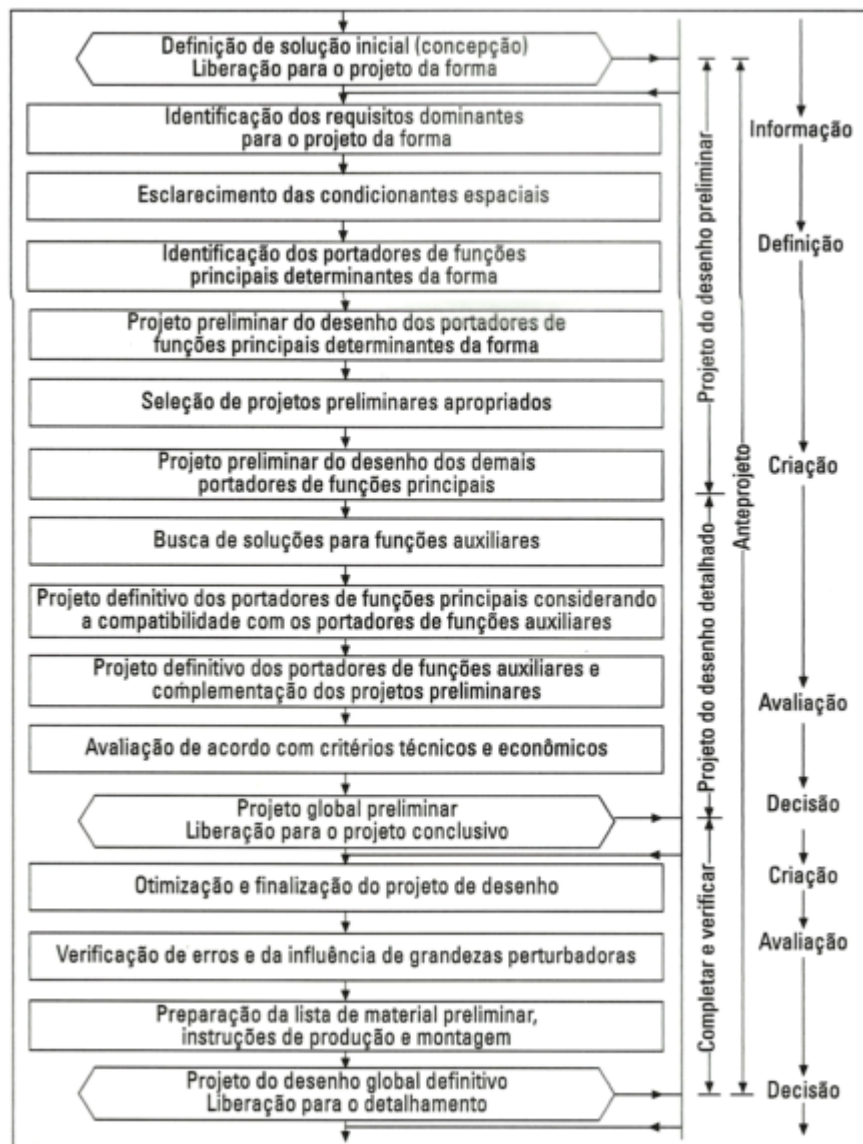 Definição de solução inicial (concepção)
Liberação para o projeto da forma
Identificação dos requisitos dominantes
para o projeto da forma
Esclarecimento das condicionantes espaciais
Identificação dos portadores de funções
principais determinantes da forma
Projeto preliminar do desenho dos portadores de
funções principais determinantes da forma
Seleção de projetos preliminares apropriados
Projeto preliminar do desenho dos demais
portadores de funções principais
Busca de soluções para funções auxiliares
Projeto definitivo dos portadores de funções principais considerando
a compatibilidade com os portadores de funções auxiliares
Projeto definitivo dos portadores de funções auxiliares e
complementação dos projetos preliminares
Avaliação de acordo com critérios técnicos e econômicos
Projeto global preliminar
Liberação para o projeto conclusivo
Otimização e finalização do projeto de desenho
Verificação de erros e da influência de grandezas perturbadoras
Preparação da lista de material preliminar,
instruções de produção e montagem
Projeto do desenho global definitivo
Liberação para o detalhamento
Projeto do desenho preliminar
Projeto do desenho detalhado
Completar e verificar
Anteprojeto
Informação
Definição
Criação
Avaliação
Decisão
Criação
Avaliação
Decisão